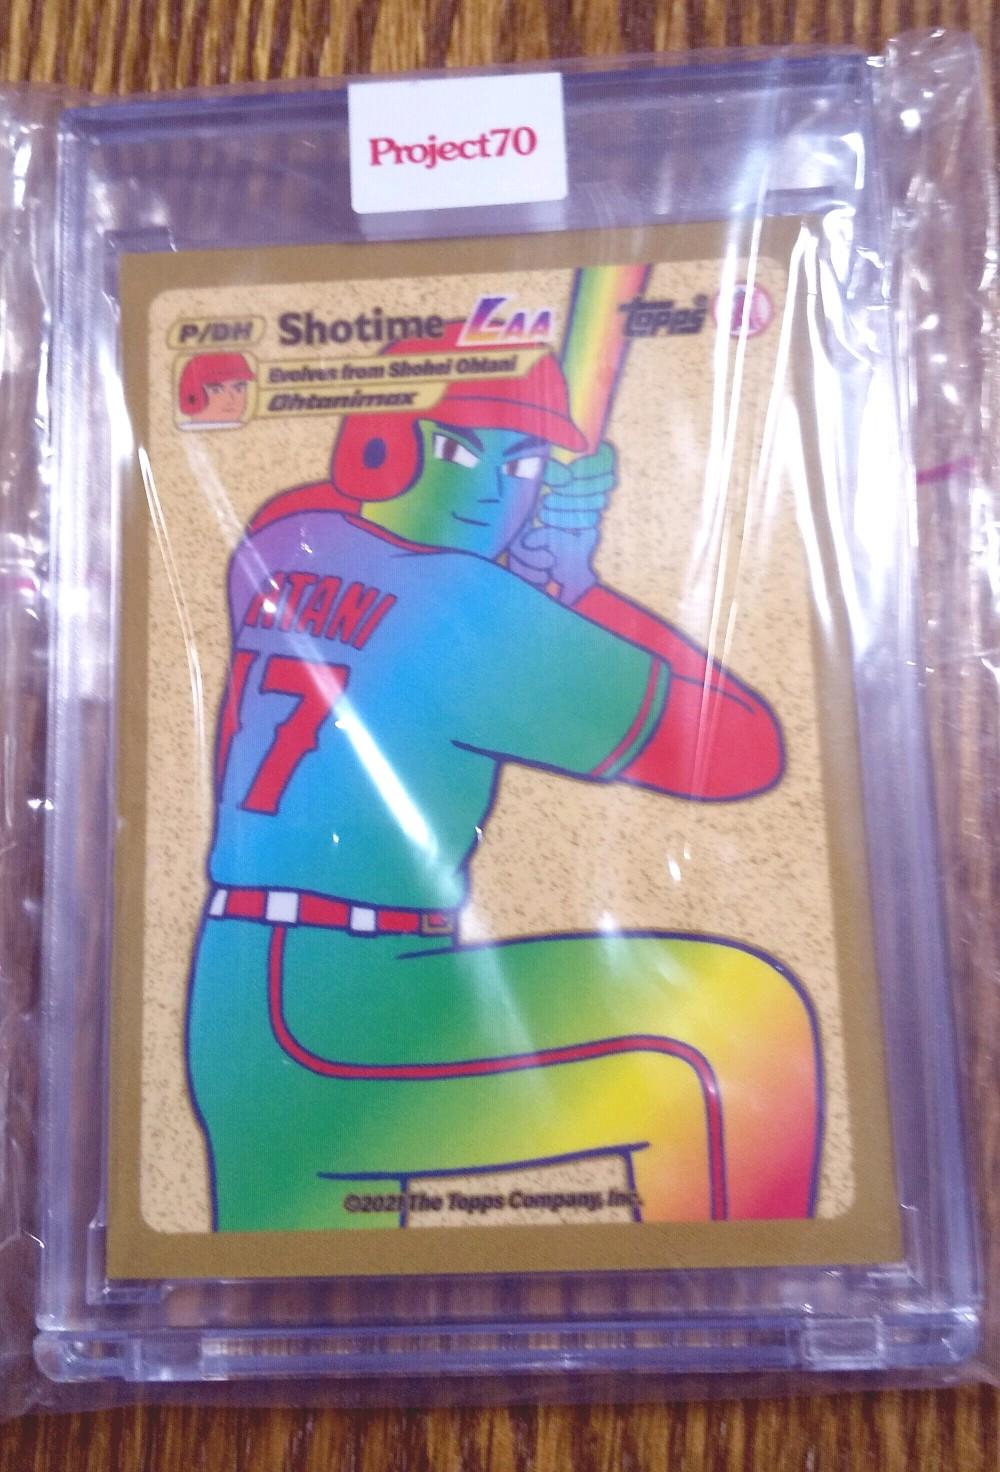 Project70
P/DH Shotime LAA Topps
Evolves from Shohei Ohtani
Ohtanimax
HTANI
17
©2021 The Topps Company, Inc.